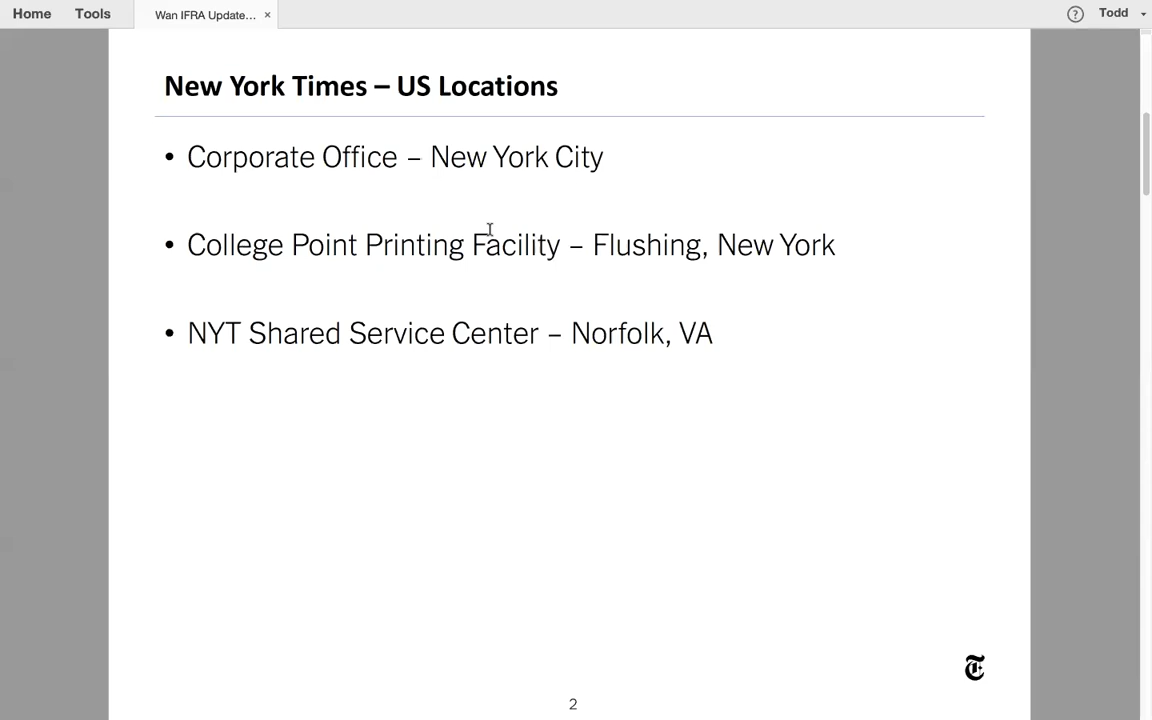 Home Tools Wan IFRA Update... × ? Todd
New York Times – US Locations
• Corporate Office – New York City
• College Point Printing Facility – Flushing, New York
• NYT Shared Service Center – Norfolk, VA
T
2